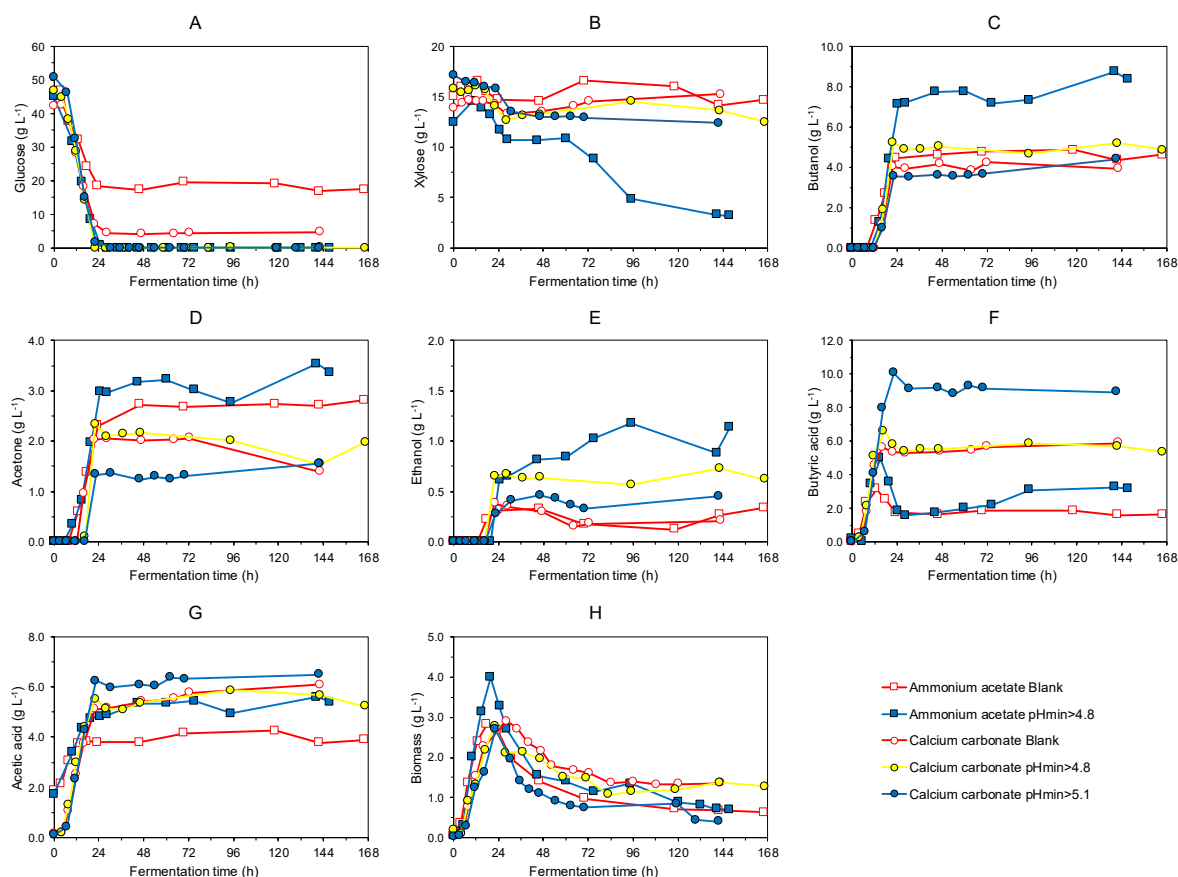 A
Glucose (g L⁻¹)
60
50
40
30
20
10
0
0 24 48 72 96 120 144 168
Fermentation time (h)
B
Xylose (g L⁻¹)
20
15
10
5
0
0 24 48 72 96 120 144 168
Fermentation time (h)
C
Butanol (g L⁻¹)
10.0
8.0
6.0
4.0
2.0
0.0
0 24 48 72 96 120 144 168
Fermentation time (h)
D
Acetone (g L⁻¹)
4.0
3.0
2.0
1.0
0.0
0 24 48 72 96 120 144 168
Fermentation time (h)
E
Ethanol (g L⁻¹)
2.0
1.5
1.0
0.5
0.0
0 24 48 72 96 120 144 168
Fermentation time (h)
F
Butyric acid (g L⁻¹)
12.0
10.0
8.0
6.0
4.0
2.0
0.0
0 24 48 72 96 120 144 168
Fermentation time (h)
G
Acetic acid (g L⁻¹)
8.0
6.0
4.0
2.0
0.0
0 24 48 72 96 120 144 168
Fermentation time (h)
H
Biomass (g L⁻¹)
5.0
4.0
3.0
2.0
1.0
0.0
0 24 48 72 96 120 144 168
Fermentation time (h)
Ammonium acetate Blank
Ammonium acetate pHmin>4.8
Calcium carbonate Blank
Calcium carbonate pHmin>4.8
Calcium carbonate pHmin>5.1